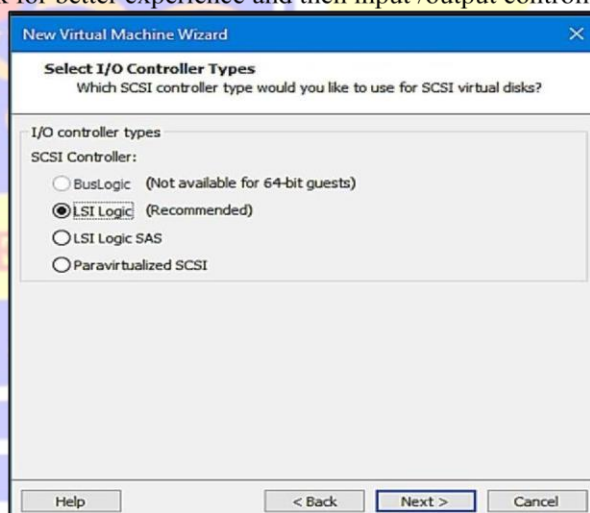 for better experience and then input /output control
New Virtual Machine Wizard
Select I/O Controller Types
Which SCSI controller type would you like to use for SCSI virtual disks?
I/O controller types
SCSI Controller:
BusLogic (Not available for 64-bit guests)
LSI Logic (Recommended)
LSI Logic SAS
Paravirtualized SCSI
Help
< Back
Next >
Cancel